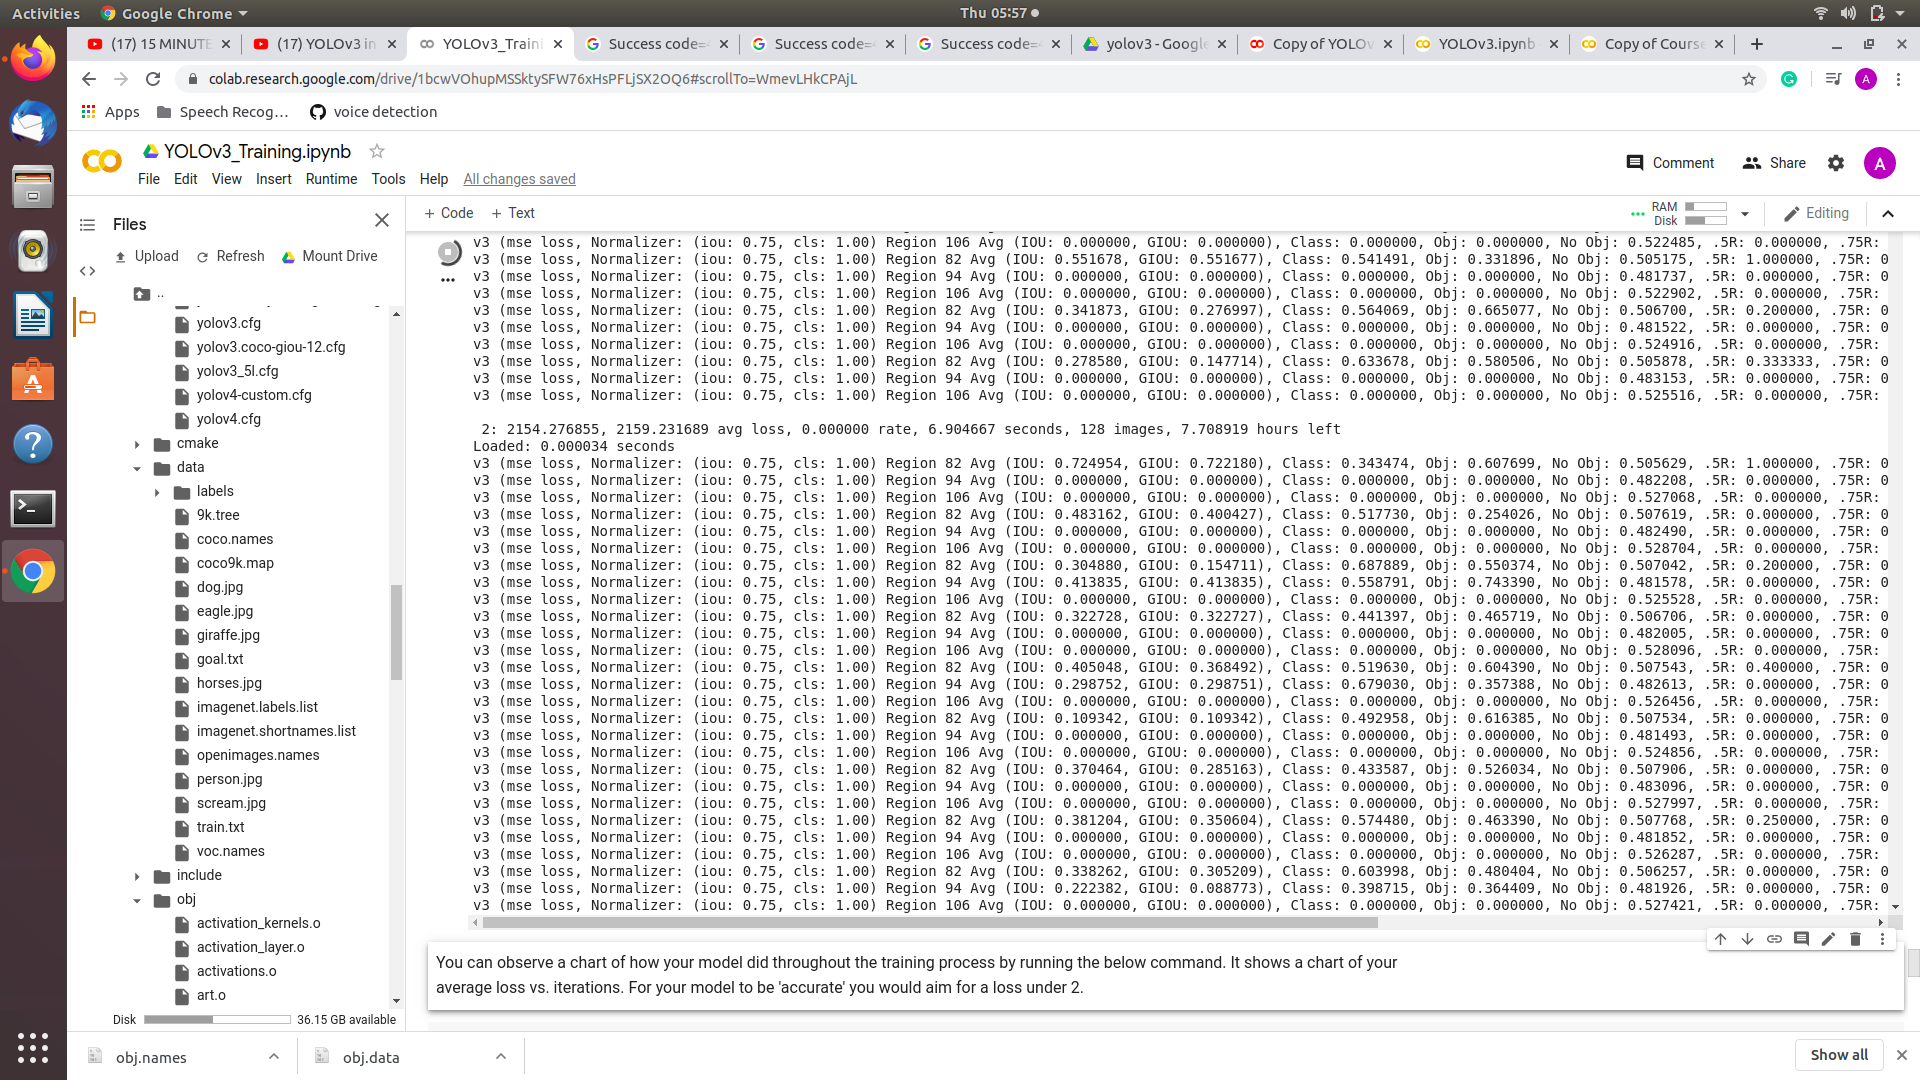 Activities
Google Chrome
Thu 05:57
(17) 15 MINUTE
(17) YOLOv3 in
YOLOv3_Traini
Success code=
Success code=
Success code=
yolov3 - Google
Copy of YOLOV
YOLOv3.ipynb
Copy of Course
colab.research.google.com/drive/1bcwVOhupMSSktySFW76xHsPFLjSX2OQ6#scrollTo=WmevLHkCPAjL
Apps
Speech Recog…
voice detection
YOLOv3_Training.ipynb
File Edit View Insert Runtime Tools Help All changes saved
Comment
Share
A
Files
Upload
Refresh
Mount Drive
..
yolov3.cfg
yolov3.coco-giou-12.cfg
yolov3_5l.cfg
yolov4-custom.cfg
yolov4.cfg
cmake
data
labels
9k.tree
coco.names
coco9k.map
dog.jpg
eagle.jpg
giraffe.jpg
goal.txt
horses.jpg
imagenet.labels.list
imagenet.shortnames.list
openimages.names
person.jpg
scream.jpg
train.txt
voc.names
include
obj
activation_kernels.o
activation_layer.o
activations.o
art.o
Disk 36.15 GB available
+ Code + Text
RAM
Disk
Editing
v3 (mse loss, Normalizer: (iou: 0.75, cls: 1.00) Region 106 Avg (IOU: 0.000000, GIOU: 0.000000), Class: 0.000000, Obj: 0.000000, No Obj: 0.522485, .5R: 0.000000, .75R:
v3 (mse loss, Normalizer: (iou: 0.75, cls: 1.00) Region 82 Avg (IOU: 0.551678, GIOU: 0.551677), Class: 0.541491, Obj: 0.331896, No Obj: 0.505175, .5R: 1.000000, .75R: 0
v3 (mse loss, Normalizer: (iou: 0.75, cls: 1.00) Region 94 Avg (IOU: 0.000000, GIOU: 0.000000), Class: 0.000000, Obj: 0.000000, No Obj: 0.481737, .5R: 0.000000, .75R: 0
v3 (mse loss, Normalizer: (iou: 0.75, cls: 1.00) Region 106 Avg (IOU: 0.000000, GIOU: 0.000000), Class: 0.000000, Obj: 0.000000, No Obj: 0.522902, .5R: 0.000000, .75R:
v3 (mse loss, Normalizer: (iou: 0.75, cls: 1.00) Region 82 Avg (IOU: 0.341873, GIOU: 0.276997), Class: 0.564069, Obj: 0.665077, No Obj: 0.506700, .5R: 0.200000, .75R: 0
v3 (mse loss, Normalizer: (iou: 0.75, cls: 1.00) Region 94 Avg (IOU: 0.000000, GIOU: 0.000000), Class: 0.000000, Obj: 0.000000, No Obj: 0.481522, .5R: 0.000000, .75R: 0
v3 (mse loss, Normalizer: (iou: 0.75, cls: 1.00) Region 106 Avg (IOU: 0.000000, GIOU: 0.000000), Class: 0.000000, Obj: 0.000000, No Obj: 0.524916, .5R: 0.000000, .75R:
v3 (mse loss, Normalizer: (iou: 0.75, cls: 1.00) Region 82 Avg (IOU: 0.278580, GIOU: 0.147714), Class: 0.633678, Obj: 0.580506, No Obj: 0.505878, .5R: 0.333333, .75R: 0
v3 (mse loss, Normalizer: (iou: 0.75, cls: 1.00) Region 94 Avg (IOU: 0.000000, GIOU: 0.000000), Class: 0.000000, Obj: 0.000000, No Obj: 0.483153, .5R: 0.000000, .75R: 0
v3 (mse loss, Normalizer: (iou: 0.75, cls: 1.00) Region 106 Avg (IOU: 0.000000, GIOU: 0.000000), Class: 0.000000, Obj: 0.000000, No Obj: 0.525516, .5R: 0.000000, .75R:
2: 2154.276855, 2159.231689 avg loss, 0.000000 rate, 6.904667 seconds, 128 images, 7.708919 hours left
Loaded: 0.000034 seconds
v3 (mse loss, Normalizer: (iou: 0.75, cls: 1.00) Region 82 Avg (IOU: 0.724954, GIOU: 0.722180), Class: 0.343474, Obj: 0.607699, No Obj: 0.505629, .5R: 1.000000, .75R: 0
v3 (mse loss, Normalizer: (iou: 0.75, cls: 1.00) Region 94 Avg (IOU: 0.000000, GIOU: 0.000000), Class: 0.000000, Obj: 0.000000, No Obj: 0.482208, .5R: 0.000000, .75R: 0
v3 (mse loss, Normalizer: (iou: 0.75, cls: 1.00) Region 106 Avg (IOU: 0.000000, GIOU: 0.000000), Class: 0.000000, Obj: 0.000000, No Obj: 0.527068, .5R: 0.000000, .75R:
v3 (mse loss, Normalizer: (iou: 0.75, cls: 1.00) Region 82 Avg (IOU: 0.483162, GIOU: 0.400427), Class: 0.517730, Obj: 0.254026, No Obj: 0.507619, .5R: 0.000000, .75R: 0
v3 (mse loss, Normalizer: (iou: 0.75, cls: 1.00) Region 94 Avg (IOU: 0.000000, GIOU: 0.000000), Class: 0.000000, Obj: 0.000000, No Obj: 0.482490, .5R: 0.000000, .75R: 0
v3 (mse loss, Normalizer: (iou: 0.75, cls: 1.00) Region 106 Avg (IOU: 0.000000, GIOU: 0.000000), Class: 0.000000, Obj: 0.000000, No Obj: 0.528704, .5R: 0.000000, .75R:
v3 (mse loss, Normalizer: (iou: 0.75, cls: 1.00) Region 82 Avg (IOU: 0.304880, GIOU: 0.154711), Class: 0.687889, Obj: 0.550374, No Obj: 0.507042, .5R: 0.200000, .75R: 0
v3 (mse loss, Normalizer: (iou: 0.75, cls: 1.00) Region 94 Avg (IOU: 0.413835, GIOU: 0.413835), Class: 0.558791, Obj: 0.743390, No Obj: 0.481578, .5R: 0.000000, .75R: 0
v3 (mse loss, Normalizer: (iou: 0.75, cls: 1.00) Region 106 Avg (IOU: 0.000000, GIOU: 0.000000), Class: 0.000000, Obj: 0.000000, No Obj: 0.525528, .5R: 0.000000, .75R:
v3 (mse loss, Normalizer: (iou: 0.75, cls: 1.00) Region 82 Avg (IOU: 0.322728, GIOU: 0.322727), Class: 0.441397, Obj: 0.465719, No Obj: 0.506706, .5R: 0.000000, .75R: 0
v3 (mse loss, Normalizer: (iou: 0.75, cls: 1.00) Region 94 Avg (IOU: 0.000000, GIOU: 0.000000), Class: 0.000000, Obj: 0.000000, No Obj: 0.482005, .5R: 0.000000, .75R: 0
v3 (mse loss, Normalizer: (iou: 0.75, cls: 1.00) Region 106 Avg (IOU: 0.000000, GIOU: 0.000000), Class: 0.000000, Obj: 0.000000, No Obj: 0.528096, .5R: 0.000000, .75R:
v3 (mse loss, Normalizer: (iou: 0.75, cls: 1.00) Region 82 Avg (IOU: 0.405048, GIOU: 0.368492), Class: 0.519630, Obj: 0.604390, No Obj: 0.507543, .5R: 0.400000, .75R: 0
v3 (mse loss, Normalizer: (iou: 0.75, cls: 1.00) Region 94 Avg (IOU: 0.298752, GIOU: 0.298751), Class: 0.679030, Obj: 0.357388, No Obj: 0.482613, .5R: 0.000000, .75R: 0
v3 (mse loss, Normalizer: (iou: 0.75, cls: 1.00) Region 106 Avg (IOU: 0.000000, GIOU: 0.000000), Class: 0.000000, Obj: 0.000000, No Obj: 0.526456, .5R: 0.000000, .75R:
v3 (mse loss, Normalizer: (iou: 0.75, cls: 1.00) Region 82 Avg (IOU: 0.109342, GIOU: 0.109342), Class: 0.492958, Obj: 0.616385, No Obj: 0.507534, .5R: 0.000000, .75R: 0
v3 (mse loss, Normalizer: (iou: 0.75, cls: 1.00) Region 94 Avg (IOU: 0.000000, GIOU: 0.000000), Class: 0.000000, Obj: 0.000000, No Obj: 0.481493, .5R: 0.000000, .75R: 0
v3 (mse loss, Normalizer: (iou: 0.75, cls: 1.00) Region 106 Avg (IOU: 0.000000, GIOU: 0.000000), Class: 0.000000, Obj: 0.000000, No Obj: 0.524856, .5R: 0.000000, .75R:
v3 (mse loss, Normalizer: (iou: 0.75, cls: 1.00) Region 82 Avg (IOU: 0.370464, GIOU: 0.285163), Class: 0.433587, Obj: 0.526034, No Obj: 0.507906, .5R: 0.000000, .75R: 0
v3 (mse loss, Normalizer: (iou: 0.75, cls: 1.00) Region 94 Avg (IOU: 0.000000, GIOU: 0.000000), Class: 0.000000, Obj: 0.000000, No Obj: 0.483096, .5R: 0.000000, .75R: 0
v3 (mse loss, Normalizer: (iou: 0.75, cls: 1.00) Region 106 Avg (IOU: 0.000000, GIOU: 0.000000), Class: 0.000000, Obj: 0.000000, No Obj: 0.527997, .5R: 0.000000, .75R:
v3 (mse loss, Normalizer: (iou: 0.75, cls: 1.00) Region 82 Avg (IOU: 0.381204, GIOU: 0.350604), Class: 0.574480, Obj: 0.463390, No Obj: 0.507768, .5R: 0.250000, .75R: 0
v3 (mse loss, Normalizer: (iou: 0.75, cls: 1.00) Region 94 Avg (IOU: 0.000000, GIOU: 0.000000), Class: 0.000000, Obj: 0.000000, No Obj: 0.481852, .5R: 0.000000, .75R: 0
v3 (mse loss, Normalizer: (iou: 0.75, cls: 1.00) Region 106 Avg (IOU: 0.000000, GIOU: 0.000000), Class: 0.000000, Obj: 0.000000, No Obj: 0.526287, .5R: 0.000000, .75R:
v3 (mse loss, Normalizer: (iou: 0.75, cls: 1.00) Region 82 Avg (IOU: 0.338262, GIOU: 0.305209), Class: 0.603998, Obj: 0.480404, No Obj: 0.506257, .5R: 0.000000, .75R: 0
v3 (mse loss, Normalizer: (iou: 0.75, cls: 1.00) Region 94 Avg (IOU: 0.222382, GIOU: 0.088773), Class: 0.398715, Obj: 0.364409, No Obj: 0.481926, .5R: 0.000000, .75R: 0
v3 (mse loss, Normalizer: (iou: 0.75, cls: 1.00) Region 106 Avg (IOU: 0.000000, GIOU: 0.000000), Class: 0.000000, Obj: 0.000000, No Obj: 0.527421, .5R: 0.000000, .75R:
You can observe a chart of how your model did throughout the training process by running the below command. It shows a chart of your
average loss vs. iterations. For your model to be 'accurate' you would aim for a loss under 2.
obj.names
obj.data
Show all